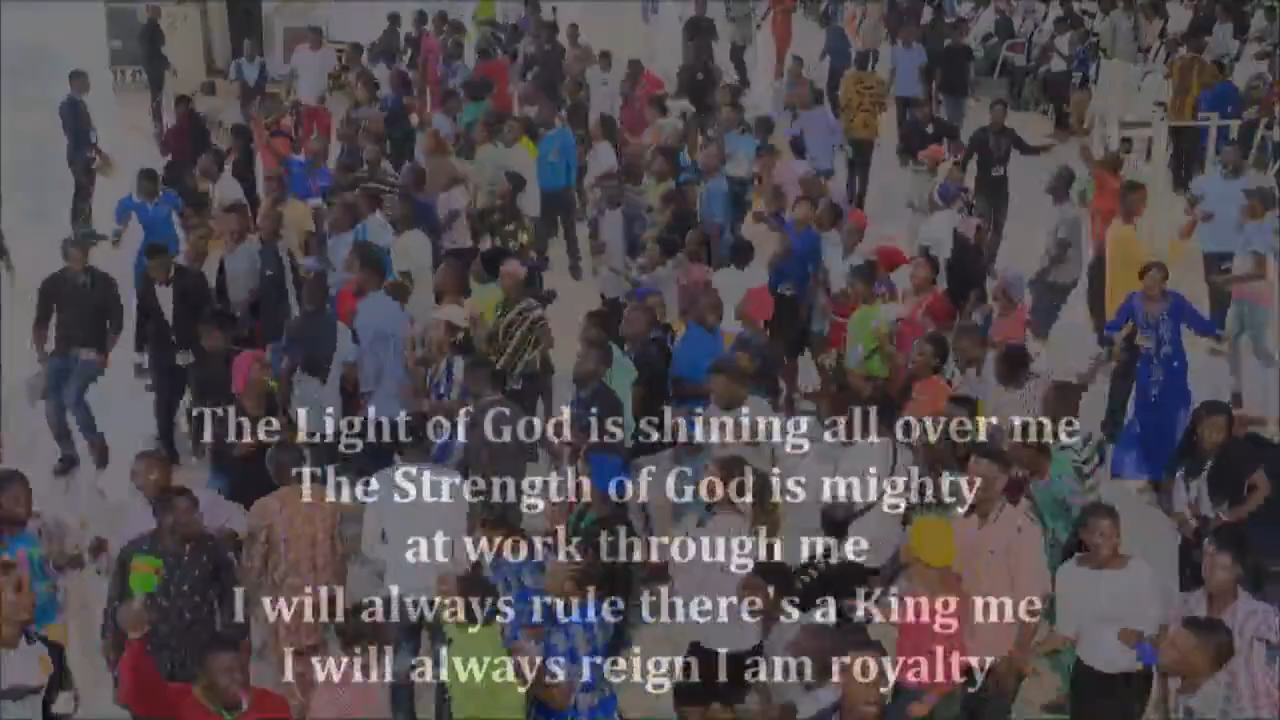 The Light of God is shining all over me
The Strength of God is mighty
at work through me
I will always rule there's a King me
I will always reign I am royalty